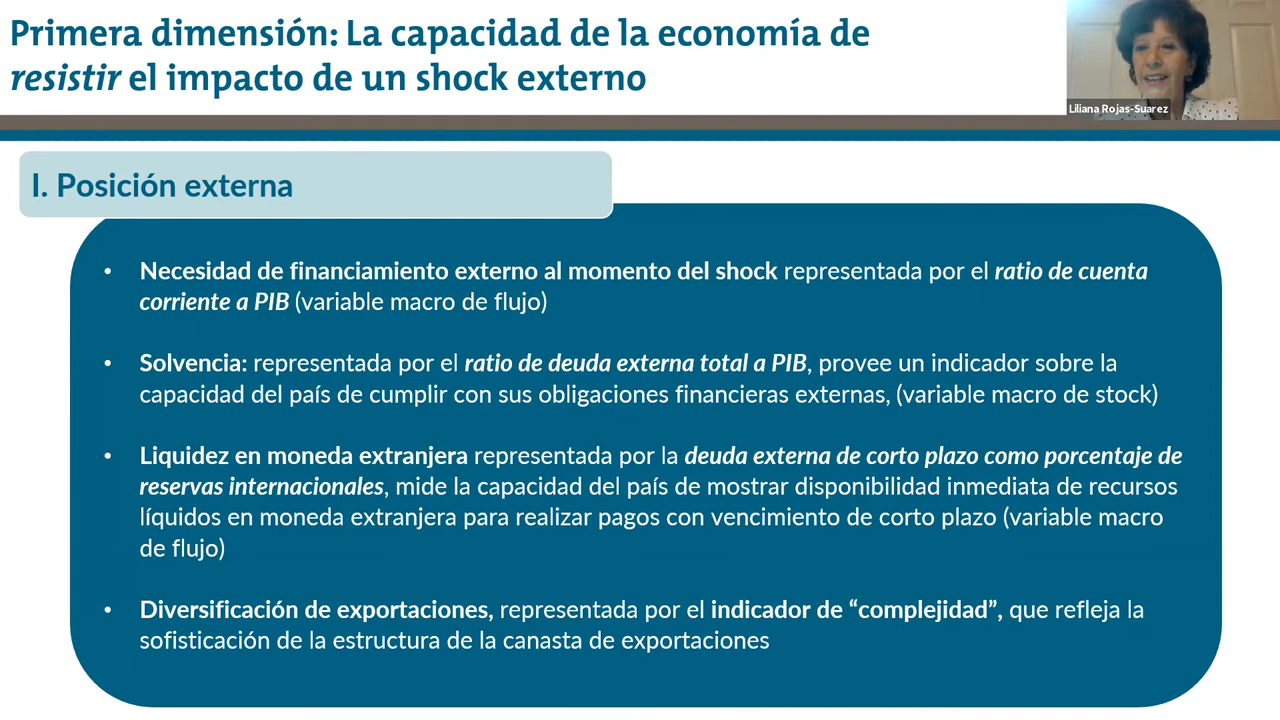 Primera dimensión: La capacidad de la economía de
resistir el impacto de un shock externo
Liliana Rojas-Suarez
I. Posición externa
• Necesidad de financiamiento externo al momento del shock representada por el ratio de cuenta
corriente a PIB (variable macro de flujo)
• Solvencia: representada por el ratio de deuda externa total a PIB, provee un indicador sobre la
capacidad del país de cumplir con sus obligaciones financieras externas, (variable macro de stock)
• Liquidez en moneda extranjera representada por la deuda externa de corto plazo como porcentaje de
reservas internacionales, mide la capacidad del país de mostrar disponibilidad inmediata de recursos
líquidos en moneda extranjera para realizar pagos con vencimiento de corto plazo (variable macro
de flujo)
• Diversificación de exportaciones, representada por el indicador de “complejidad”, que refleja la
sofisticación de la estructura de la canasta de exportaciones